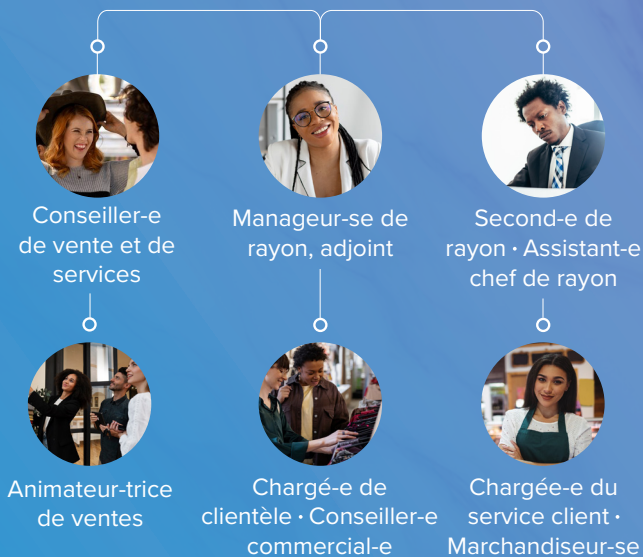 Conseiller-e
de vente et de
services
Manageur-se de
rayon, adjoint
Second-e de
rayon · Assistant-e
chef de rayon
Animateur-trice
de ventes
Chargé-e de
clientèle · Conseiller-e
commercial-e
Chargée-e du
service client ·
Marchandiseur-se